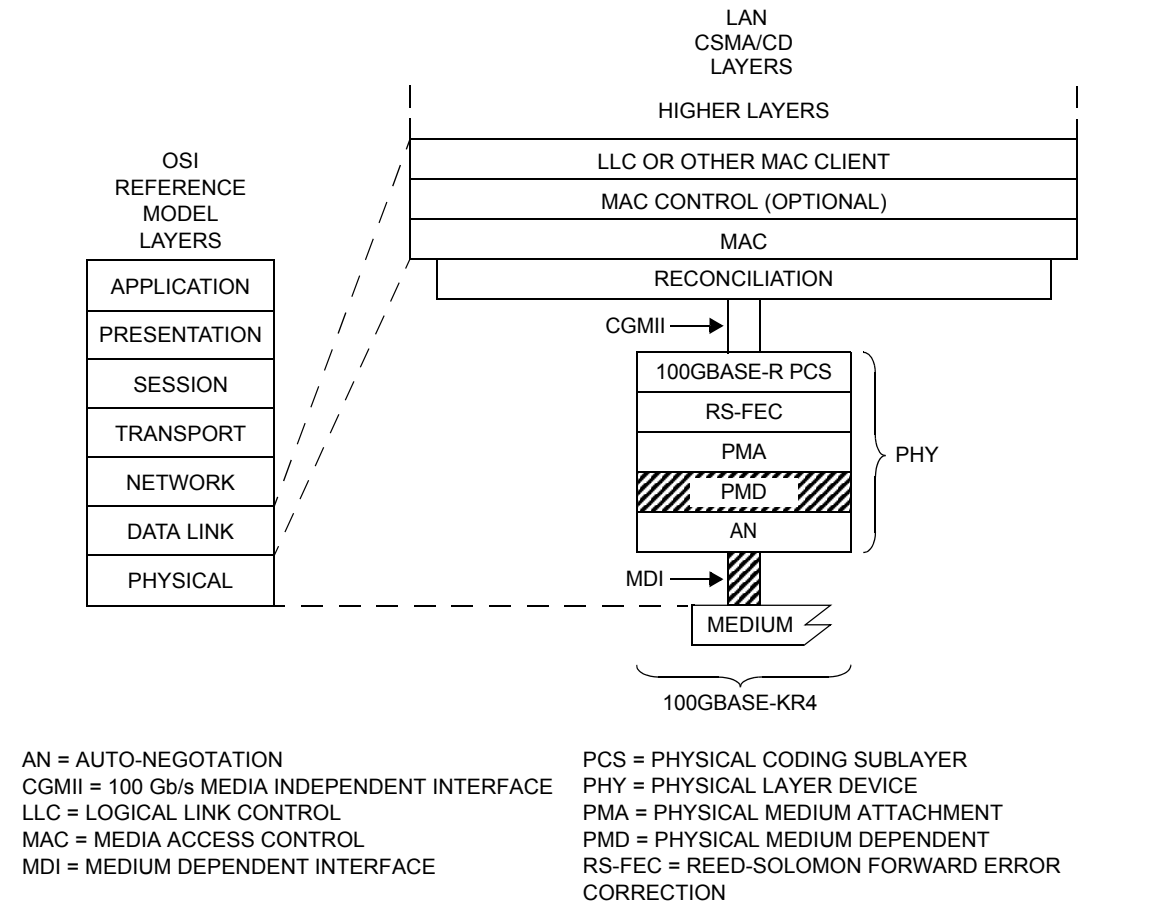 LAN
CSMA/CD
LAYERS
HIGHER LAYERS
LLC OR OTHER MAC CLIENT
MAC CONTROL (OPTIONAL)
MAC
RECONCILIATION
OSI
REFERENCE
MODEL
LAYERS
APPLICATION
PRESENTATION
SESSION
TRANSPORT
NETWORK
DATA LINK
PHYSICAL
CGMII
100GBASE-R PCS
RS-FEC
PMA
PMD
AN
PHY
MDI
MEDIUM
100GBASE-KR4
AN = AUTO-NEGOTATION
CGMII = 100 Gb/s MEDIA INDEPENDENT INTERFACE
LLC = LOGICAL LINK CONTROL
MAC = MEDIA ACCESS CONTROL
MDI = MEDIUM DEPENDENT INTERFACE
PCS = PHYSICAL CODING SUBLAYER
PHY = PHYSICAL LAYER DEVICE
PMA = PHYSICAL MEDIUM ATTACHMENT
PMD = PHYSICAL MEDIUM DEPENDENT
RS-FEC = REED-SOLOMON FORWARD ERROR
CORRECTION